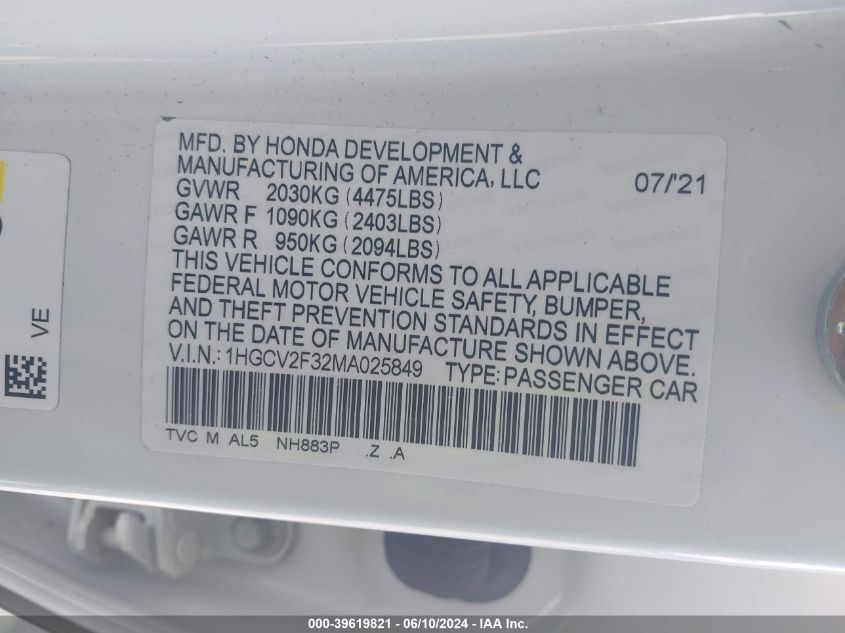 MFD. BY HONDA DEVELOPMENT &
MANUFACTURING OF AMERICA, LLC 07/'21
GVWR 2030KG (4475LBS)
GAWR F 1090KG (2403LBS)
GAWR R 950KG (2094LBS)
THIS VEHICLE CONFORMS TO ALL APPLICABLE
FEDERAL MOTOR VEHICLE SAFETY, BUMPER,
AND THEFT PREVENTION STANDARDS IN EFFECT
ON THE DATE OF MANUFACTURE SHOWN ABOVE.
V.I.N.: 1HGCV2F32MA025849 TYPE: PASSENGER CAR
TVC M AL5 NH883P .Z .A
VE
000-39619821 - 06/10/2024 - IAA Inc.